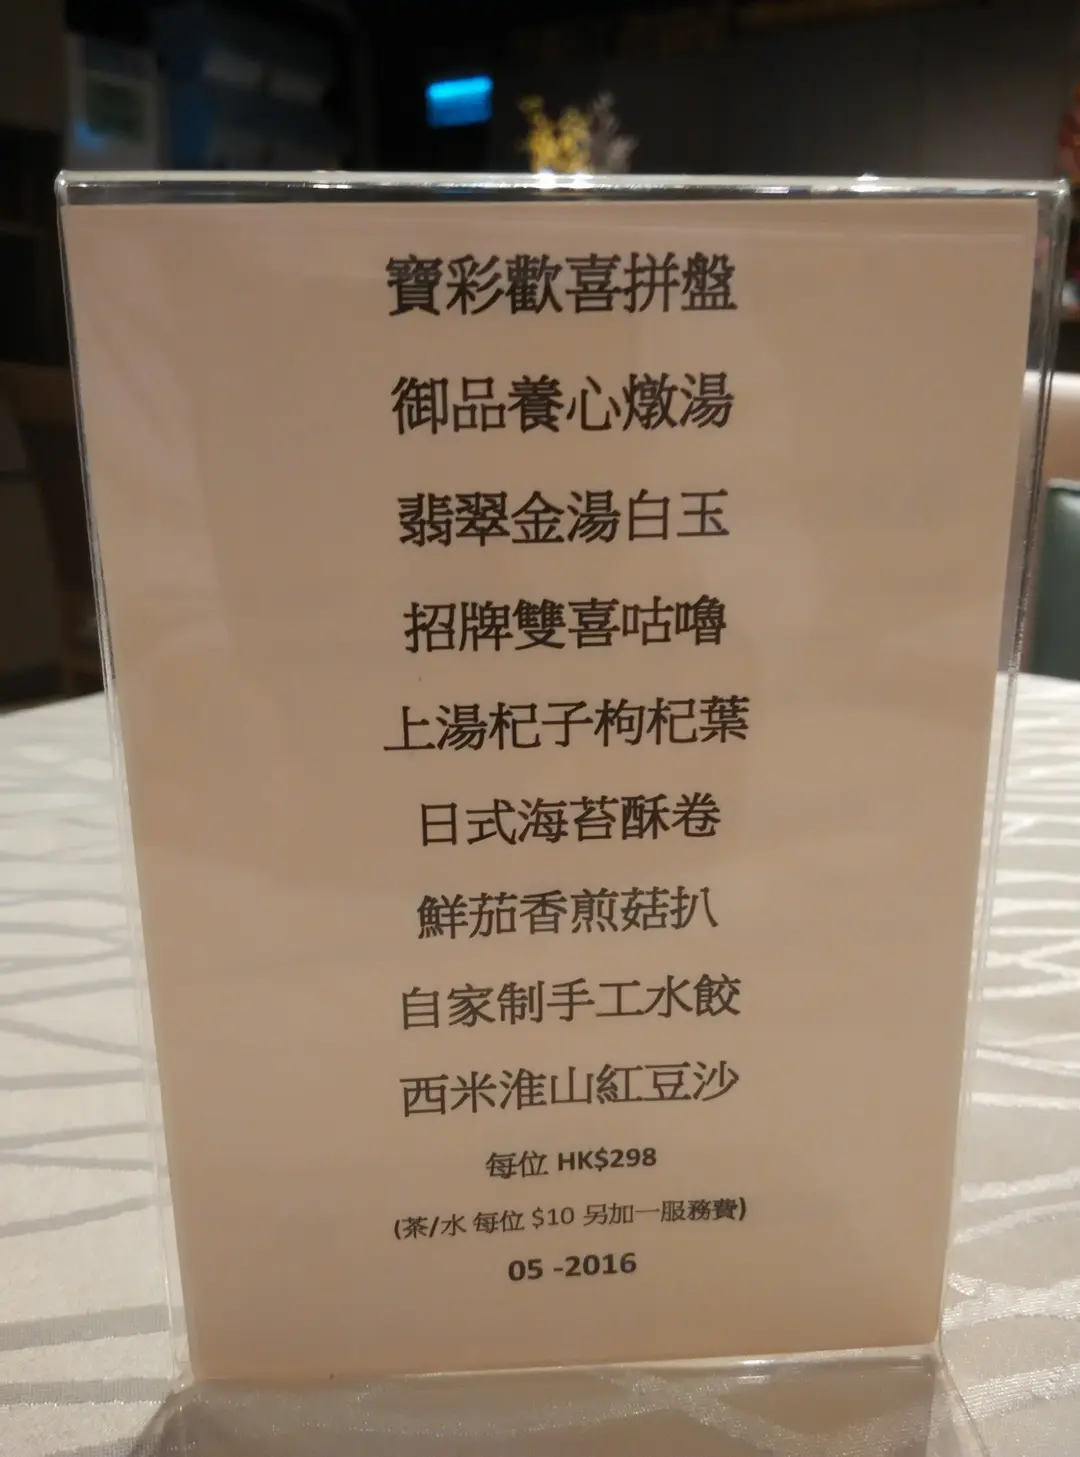 寶彩歡喜拼盤
御品養心燉湯
翡翠金湯白玉
招牌雙喜咕嚕
上湯杞子枸杞葉
日式海苔酥卷
鮮茄香煎菇扒
自家制手工水餃
西米淮山紅豆沙
每位 HK$298
(茶/水 每位 $10 另加一服務費)
05 -2016